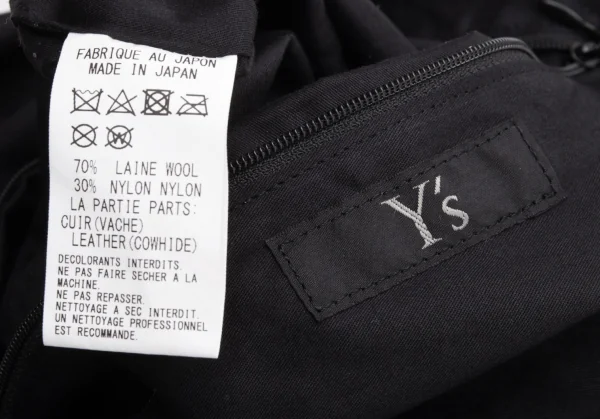 FABRIQUE AU JAPON
MADE IN JAPAN
W
70% LAINE WOOL
30% NYLON NYLON
LA PARTIE PARTS:
CUIR(VACHE)
LEATHER(COWHIDE)
DECOLORANTS INTERDITS.
NE PAS FAIRE SECHER A LA
MACHINE.
NE PAS REPASSER.
NETTOYAGE A SEC INTERDIT.
UN NETTOYAGE PROFESSIONNEL
EST RECOMMANDE.
Y's